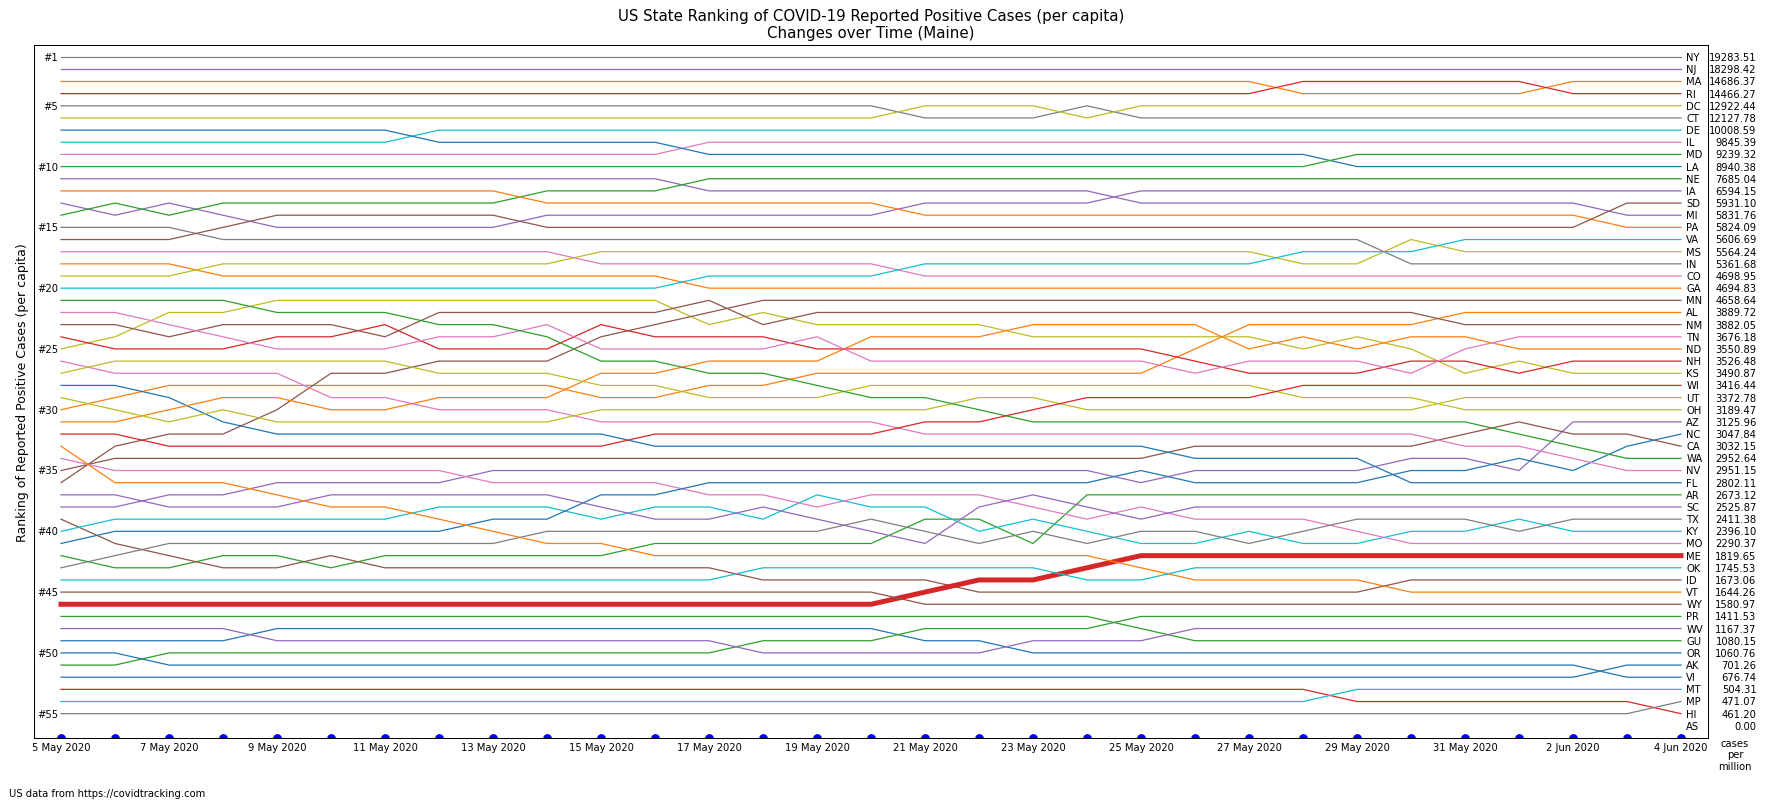 US State Ranking of COVID-19 Reported Positive Cases (per capita)
Changes over Time (Maine)
Ranking of Reported Positive Cases (per capita)
#1
#5
#10
#15
#20
#25
#30
#35
#40
#45
#50
#55
NY 19283.51
NJ 18298.42
MA 14686.37
RI 14466.27
DC 12922.44
CT 12127.78
DE 10008.59
IL 9845.39
MD 9239.32
LA 8940.38
NE 7685.04
IA 6594.15
SD 5931.10
MI 5831.76
PA 5824.09
VA 5606.69
MS 5564.24
IN 5361.68
CO 4698.95
GA 4694.83
MN 4658.64
AL 3889.72
NM 3882.05
TN 3676.18
ND 3550.89
NH 3526.48
KS 3490.87
WI 3416.44
UT 3372.78
OH 3189.47
AZ 3125.96
NC 3047.84
CA 3032.15
WA 2952.64
NV 2951.15
FL 2802.11
AR 2673.12
SC 2525.87
TX 2411.38
KY 2396.10
MO 2290.37
ME 1819.65
OK 1745.53
ID 1673.06
VT 1644.26
WY 1580.97
PR 1411.53
WV 1167.37
GU 1080.15
OR 1060.76
AK 701.26
VI 676.74
MT 504.31
MP 471.07
HI 461.20
AS 0.00
5 May 2020 7 May 2020 9 May 2020 11 May 2020 13 May 2020 15 May 2020 17 May 2020 19 May 2020 21 May 2020 23 May 2020 25 May 2020 27 May 2020 29 May 2020 31 May 2020 2 Jun 2020 4 Jun 2020
cases
per
million
US data from https://covidtracking.com